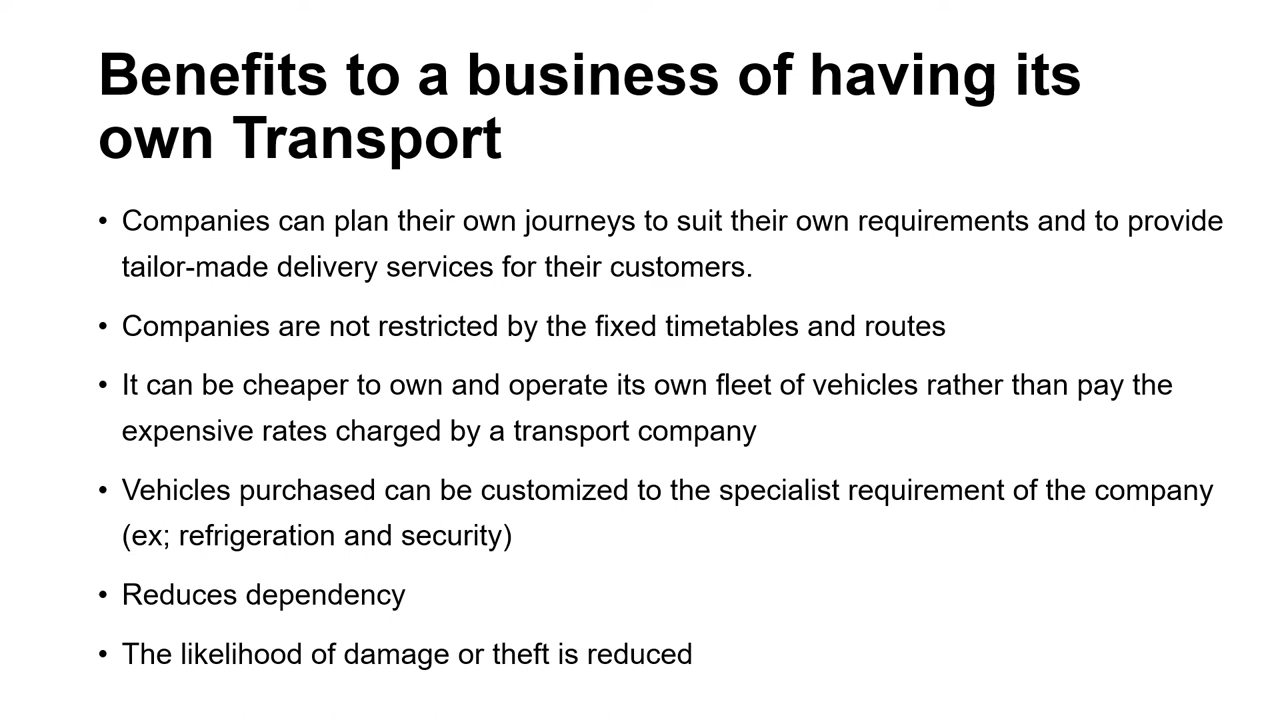 Benefits to a business of having its
own Transport
• Companies can plan their own journeys to suit their own requirements and to provide
tailor-made delivery services for their customers.
• Companies are not restricted by the fixed timetables and routes
• It can be cheaper to own and operate its own fleet of vehicles rather than pay the
expensive rates charged by a transport company
• Vehicles purchased can be customized to the specialist requirement of the company
(ex; refrigeration and security)
• Reduces dependency
• The likelihood of damage or theft is reduced